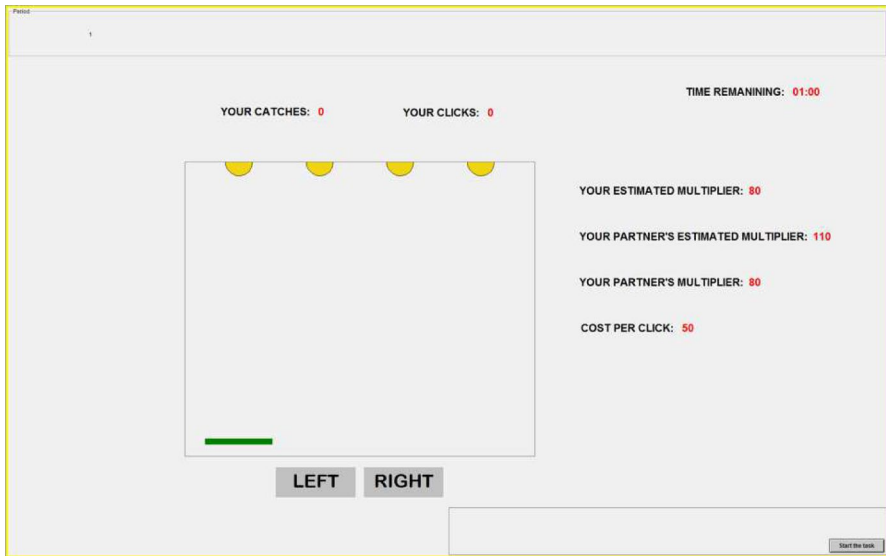 Period
1
TIME REMANINING: 01:00
YOUR CATCHES: 0
YOUR CLICKS: 0
YOUR ESTIMATED MULTIPLIER: 80
YOUR PARTNER'S ESTIMATED MULTIPLIER: 110
YOUR PARTNER'S MULTIPLIER: 80
COST PER CLICK: 50
LEFT
RIGHT
Start the task